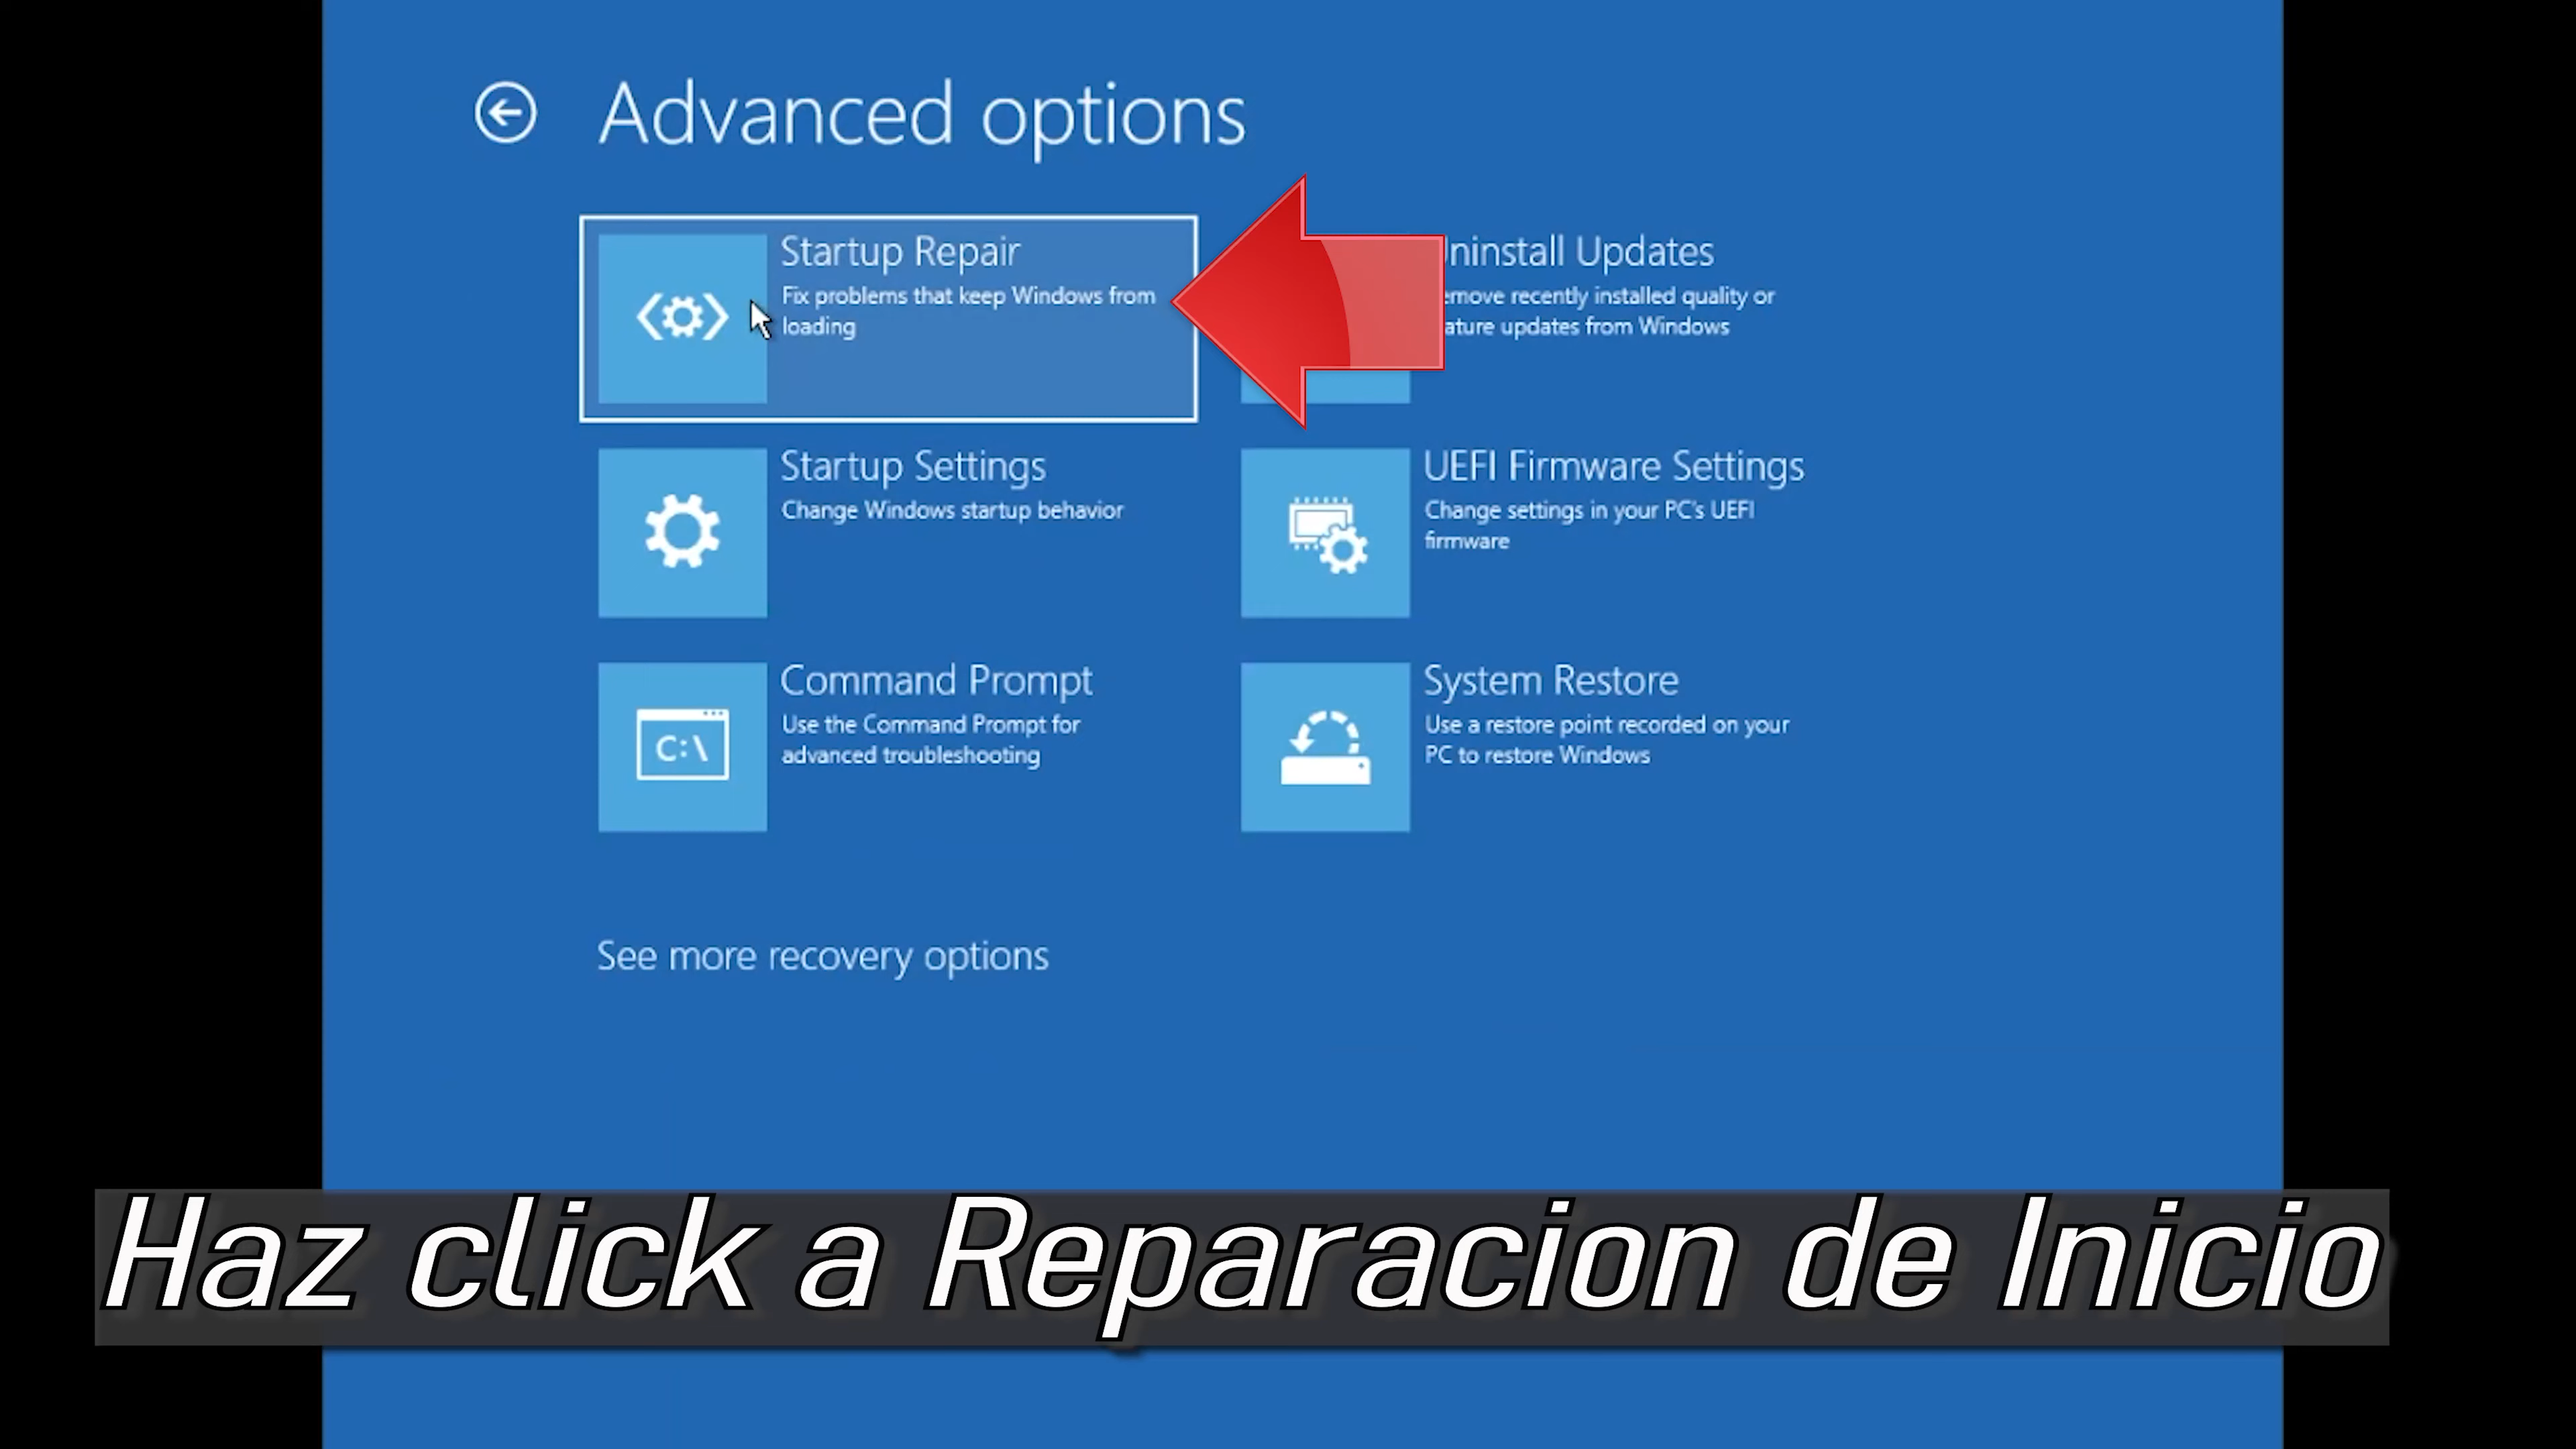 Advanced options
Startup Repair
Fix problems that keep Windows from
loading
Updates
recently installed quality or
updates from Windows
Startup Settings
Change Windows startup behavior
UEFI Firmware Settings
Change settings in your PC's UEFI
firmware
Command Prompt
Use the Command Prompt for
advanced troubleshooting
C:\
System Restore
Use a restore point recorded on your
PC to restore Windows
See more recovery options
Haz click a Reparacion de Inicio